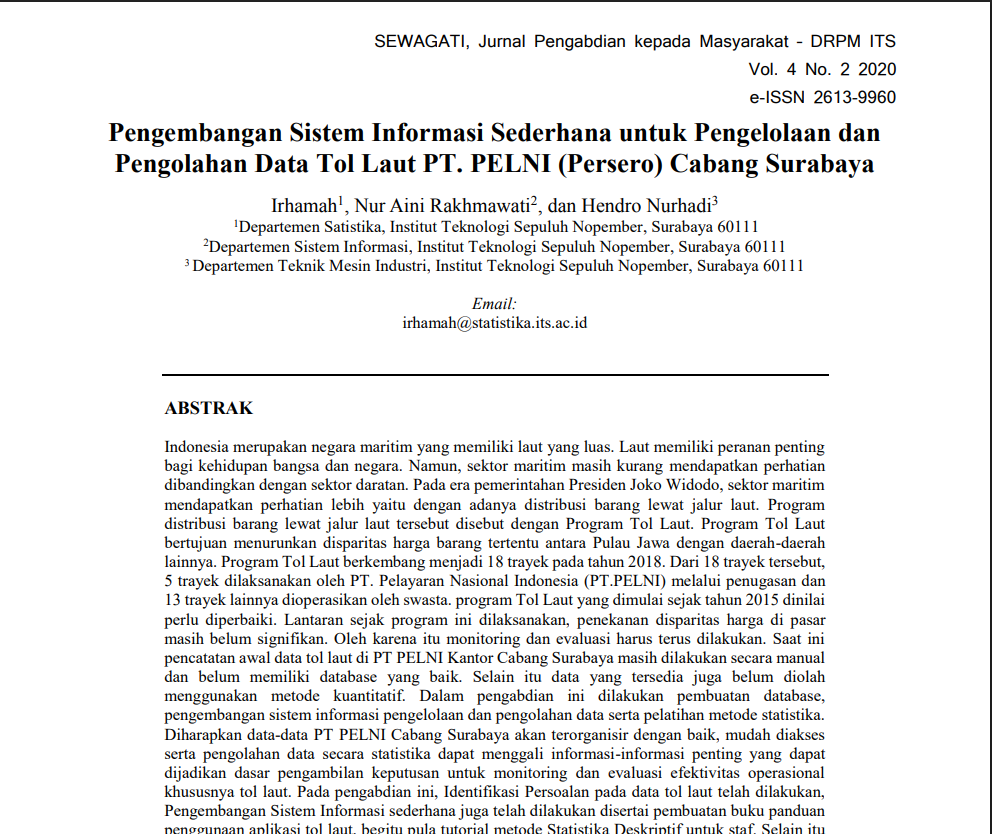 SEWAGATI, Jurnal Pengabdian kepada Masyarakat – DRPM ITS
Vol. 4 No. 2 2020
e-ISSN 2613-9960
Pengembangan Sistem Informasi Sederhana untuk Pengelolaan dan
Pengolahan Data Tol Laut PT. PELNI (Persero) Cabang Surabaya
Irhamah1, Nur Aini Rakhmawati2, dan Hendro Nurhadi3
1Departemen Satistika, Institut Teknologi Sepuluh Nopember, Surabaya 60111
2Departemen Sistem Informasi, Institut Teknologi Sepuluh Nopember, Surabaya 60111
3 Departemen Teknik Mesin Industri, Institut Teknologi Sepuluh Nopember, Surabaya 60111
Email:
irhamah@statistika.its.ac.id
ABSTRAK
Indonesia merupakan negara maritim yang memiliki laut yang luas. Laut memiliki peranan penting
bagi kehidupan bangsa dan negara. Namun, sektor maritim masih kurang mendapatkan perhatian
dibandingkan dengan sektor daratan. Pada era pemerintahan Presiden Joko Widodo, sektor maritim
mendapatkan perhatian lebih yaitu dengan adanya distribusi barang lewat jalur laut. Program
distribusi barang lewat jalur laut tersebut disebut dengan Program Tol Laut. Program Tol Laut
bertujuan menurunkan disparitas harga barang tertentu antara Pulau Jawa dengan daerah-daerah
lainnya. Program Tol Laut berkembang menjadi 18 trayek pada tahun 2018. Dari 18 trayek tersebut,
5 trayek dilaksanakan oleh PT. Pelayaran Nasional Indonesia (PT.PELNI) melalui penugasan dan
13 trayek lainnya dioperasikan oleh swasta. program Tol Laut yang dimulai sejak tahun 2015 dinilai
perlu diperbaiki. Lantaran sejak program ini dilaksanakan, penekanan disparitas harga di pasar
masih belum signifikan. Oleh karena itu monitoring dan evaluasi harus terus dilakukan. Saat ini
pencatatan awal data tol laut di PT PELNI Kantor Cabang Surabaya masih dilakukan secara manual
dan belum memiliki database yang baik. Selain itu data yang tersedia juga belum diolah
menggunakan metode kuantitatif. Dalam pengabdian ini dilakukan pembuatan database,
pengembangan sistem informasi pengelolaan dan pengolahan data serta pelatihan metode statistika.
Diharapkan data-data PT PELNI Cabang Surabaya akan terorganisir dengan baik, mudah diakses
serta pengolahan data secara statistika dapat menggali informasi-informasi penting yang dapat
dijadikan dasar pengambilan keputusan untuk monitoring dan evaluasi efektivitas operasional
khususnya tol laut. Pada pengabdian ini, Identifikasi Persoalan pada data tol laut telah dilakukan,
Pengembangan Sistem Informasi sederhana juga telah dilakukan disertai pembuatan buku panduan
penggunaan aplikasi tol laut, begitu pula tutorial metode Statistika Deskriptif untuk staf. Selain itu